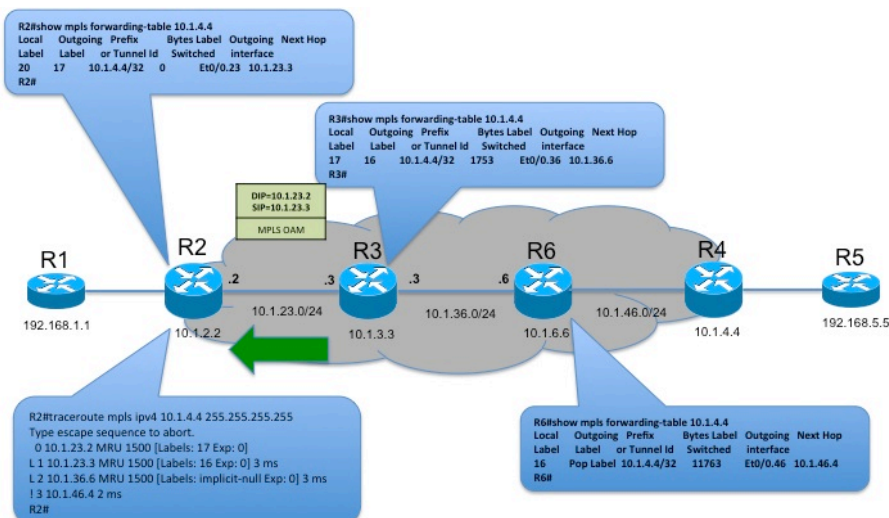 R2#show mpls forwarding-table 10.1.4.4
Local Outgoing Prefix Bytes Label Outgoing Next Hop
Label Label or Tunnel Id Switched interface
20 17 10.1.4.4/32 0 Et0/0.23 10.1.23.3
R2#
R3#show mpls forwarding-table 10.1.4.4
Local Outgoing Prefix Bytes Label Outgoing Next Hop
Label Label or Tunnel Id Switched interface
17 16 10.1.4.4/32 1753 Et0/0.36 10.1.36.6
R3#
DIP=10.1.23.2
SIP=10.1.23.3
MPLS OAM
R1
R2
R3
R6
R4
R5
.2
.3
.3
.6
192.168.1.1
10.1.2.2
10.1.23.0/24
10.1.3.3
10.1.36.0/24
10.1.6.6
10.1.46.0/24
10.1.4.4
192.168.5.5
R2#traceroute mpls ipv4 10.1.4.4 255.255.255.255
Type escape sequence to abort.
0 10.1.23.2 MRU 1500 [Labels: 17 Exp: 0]
L 1 10.1.23.3 MRU 1500 [Labels: 16 Exp: 0] 3 ms
L 2 10.1.36.6 MRU 1500 [Labels: implicit-null Exp: 0] 3 ms
! 3 10.1.46.4 2 ms
R2#
R6#show mpls forwarding-table 10.1.4.4
Local Outgoing Prefix Bytes Label Outgoing Next Hop
Label Label or Tunnel Id Switched interface
16 Pop Label 10.1.4.4/32 11763 Et0/0.46 10.1.46.4
R6#